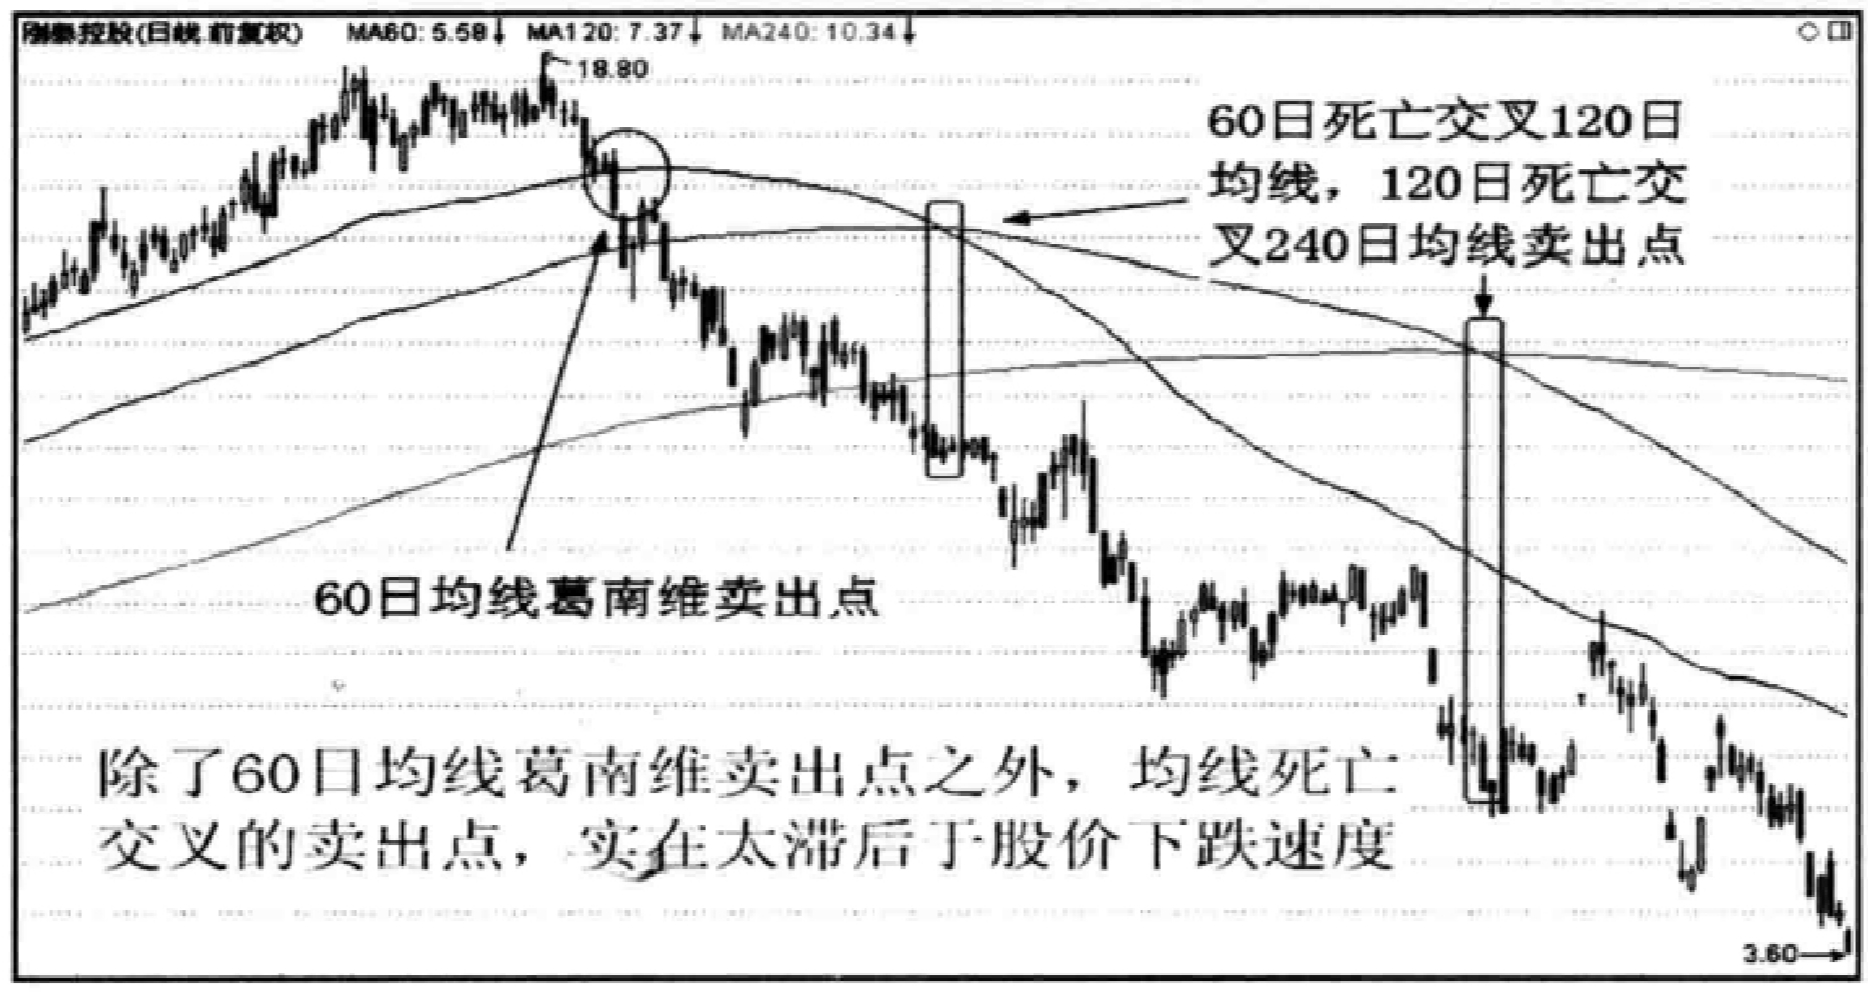 刚泰控股(日线 前复权) MA60: 5.58↓ MA120: 7.37↓ MA240: 10.34↓
18.80
60日死亡交叉120日
均线，120日死亡交
叉240日均线卖出点
60日均线葛南维卖出点
除了60日均线葛南维卖出点之外，均线死亡
交叉的卖出点，实在太滞后于股价下跌速度
3.60